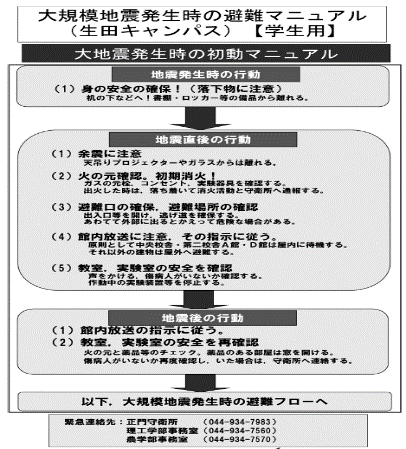 大規模地震発生時の避難マニュアル
(生田キャンパス)【学生用】
大地震発生時の初動マニュアル
地震発生時の行動
(1)身の安全の確保!(落下物に注意)
机の下などへ!書棚・ロッカー等の備品から離れる。
地震直後の行動
(1)余震に注意
天吊りプロジェクターやガラスからは離れる。
(2)火の元確認。初期消火!
ガスの元栓、コンセント、実験器具を確認する。
出火した時は、落ち着いて消火活動と守衛所へ通報する。
(3)避難口の確保,避難場所の確認
出入口等を開け,逃げ道を確保する。
あわてて外部に出るとかえって危険な場合がある。
(4)館内放送に注意,その指示に従う。
原則として中央校舎・第二校舎A館・D館は屋内に待機する。
それ以外の建物は屋外へ避難する。
(5)教室,実験室の安全を確認
声をかける、傷病人がいないか確認する。
作動中の実験装置等を停止する。
地震後の行動
(1)館内放送の指示に従う。
(2)教室,実験室の安全を再確認
火の元と薬品等のチェック。薬品のある部屋は窓を開ける。
傷病人がいないか再度確認し、いた場合は、守衛所へ連絡する。
以下,大規模地震発生時の避難フローへ
緊急連絡先:正門守衛所 (044-934-7983)
理工学部事務室(044-934-7560)
農学部事務室 (044-934-7570)